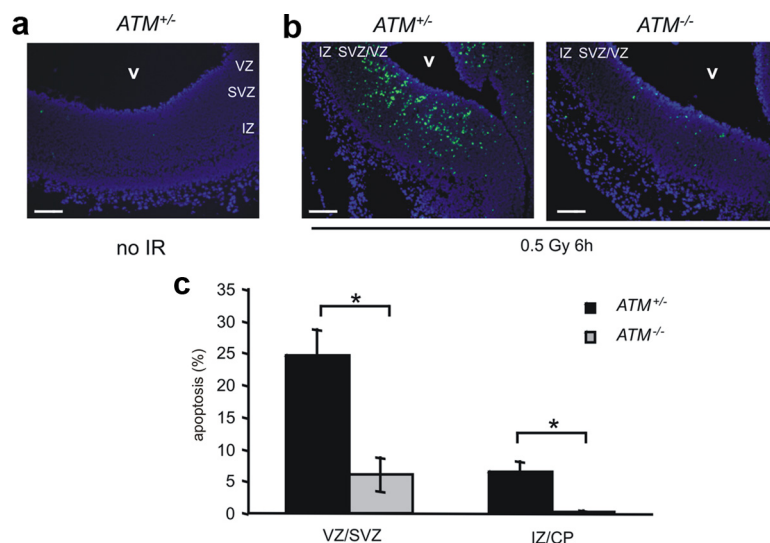 a
ATM+/-
V
VZ
SVZ
IZ
no IR
b
ATM+/-
ATM-/-
IZ SVZ/VZ
V
IZ SVZ/VZ
V
0.5 Gy 6h
c
apoptosis (%)
35
30
25
20
15
10
5
0
*
*
ATM+/-
ATM-/-
VZ/SVZ
IZ/CP